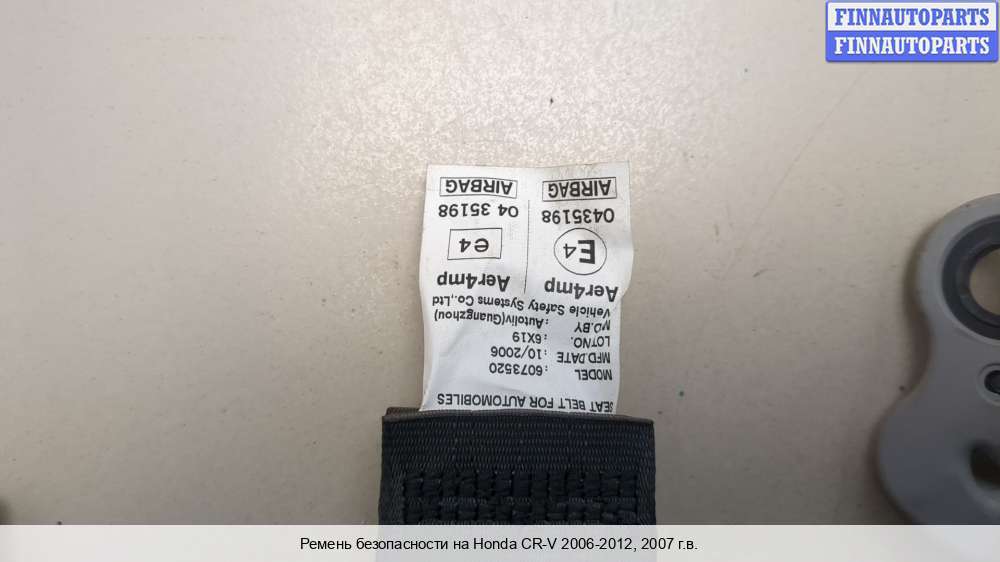 FINNAUTOPARTS
FINNAUTOPARTS
SEAT BELT FOR AUTOMOBILES
MODEL :6073520
MFD.DATE :10/2006
LOTNO. :6X19
MO.BY :Autoliv(Guangzhou)
Vehicle Safety Systems Co.,Ltd
Aer4mp Aer4mp
E4 e4
0435198 04 35198
AIRBAG AIRBAG
Ремень безопасности на Honda CR-V 2006-2012, 2007 г.в.